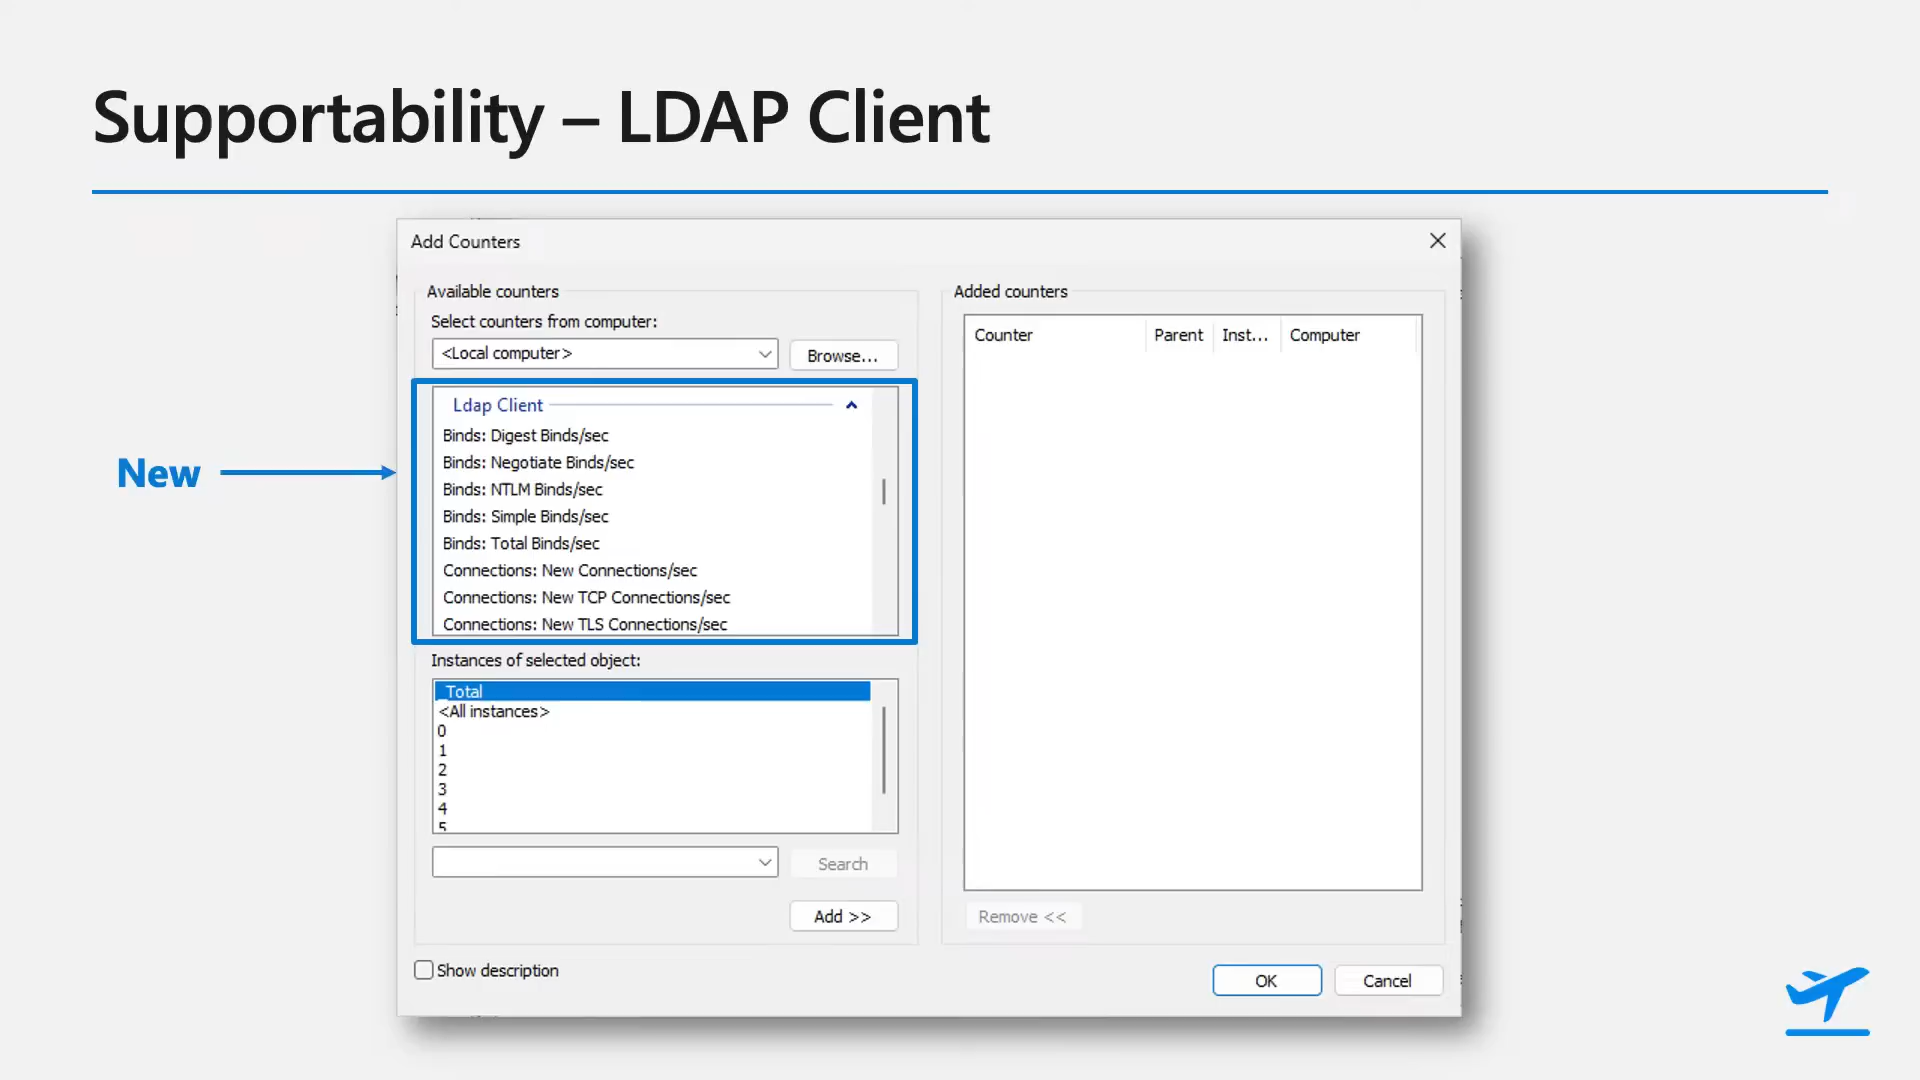 Supportability – LDAP Client
Add Counters
Available counters
Select counters from computer:
<Local computer>
Browse...
Ldap Client
Binds: Digest Binds/sec
Binds: Negotiate Binds/sec
Binds: NTLM Binds/sec
Binds: Simple Binds/sec
Binds: Total Binds/sec
Connections: New Connections/sec
Connections: New TCP Connections/sec
Connections: New TLS Connections/sec
New
Instances of selected object:
_Total
<All instances>
0
1
2
3
4
5
Search
Add >>
Show description
Added counters
Counter Parent Inst... Computer
Remove <<
OK
Cancel